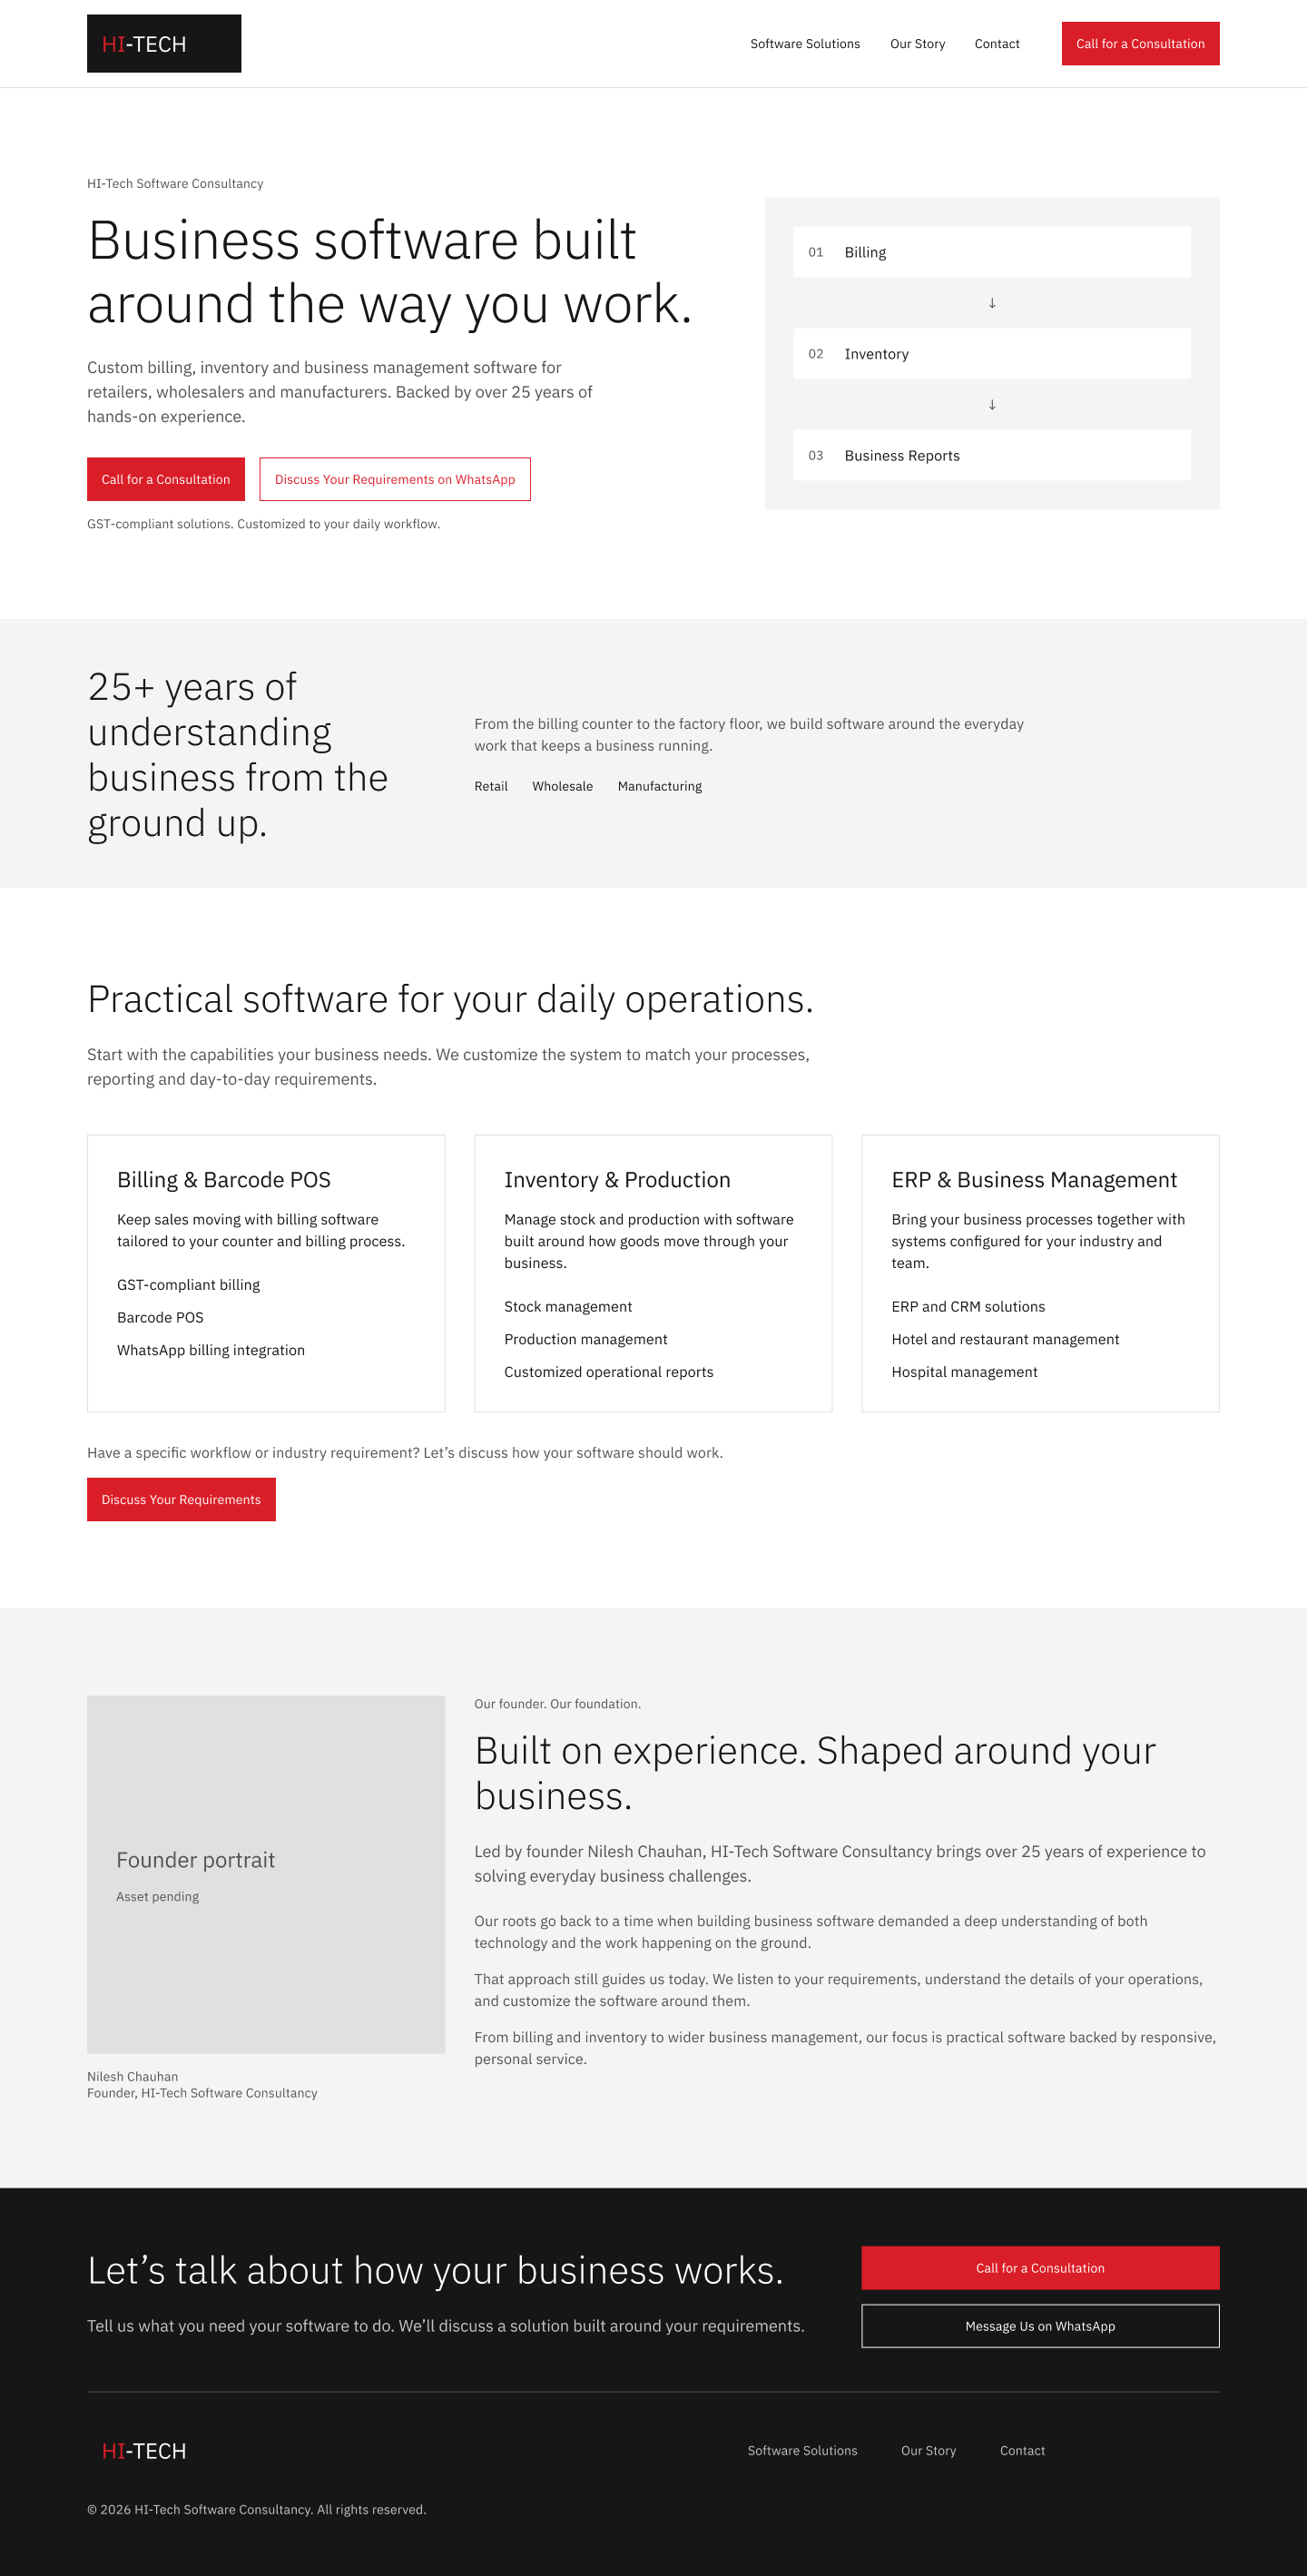 HI-TECH
Software Solutions
Our Story
Contact
Call for a Consultation
HI-Tech Software Consultancy
Business software built
around the way you work.
Custom billing, inventory and business management software for
retailers, wholesalers and manufacturers. Backed by over 25 years of
hands-on experience.
Call for a Consultation
Discuss Your Requirements on WhatsApp
GST-compliant solutions. Customized to your daily workflow.
01 Billing
↓
02 Inventory
↓
03 Business Reports
25+ years of
understanding
business from the
ground up.
From the billing counter to the factory floor, we build software around the everyday
work that keeps a business running.
Retail
Wholesale
Manufacturing
Practical software for your daily operations.
Start with the capabilities your business needs. We customize the system to match your processes,
reporting and day-to-day requirements.
Billing & Barcode POS
Keep sales moving with billing software
tailored to your counter and billing process.
GST-compliant billing
Barcode POS
WhatsApp billing integration
Inventory & Production
Manage stock and production with software
built around how goods move through your
business.
Stock management
Production management
Customized operational reports
ERP & Business Management
Bring your business processes together with
systems configured for your industry and
team.
ERP and CRM solutions
Hotel and restaurant management
Hospital management
Have a specific workflow or industry requirement? Let’s discuss how your software should work.
Discuss Your Requirements
Founder portrait
Asset pending
Nilesh Chauhan
Founder, HI-Tech Software Consultancy
Our founder. Our foundation.
Built on experience. Shaped around your
business.
Led by founder Nilesh Chauhan, HI-Tech Software Consultancy brings over 25 years of experience to
solving everyday business challenges.
Our roots go back to a time when building business software demanded a deep understanding of both
technology and the work happening on the ground.
That approach still guides us today. We listen to your requirements, understand the details of your operations,
and customize the software around them.
From billing and inventory to wider business management, our focus is practical software backed by responsive,
personal service.
Let’s talk about how your business works.
Tell us what you need your software to do. We’ll discuss a solution built around your requirements.
Call for a Consultation
Message Us on WhatsApp
HI-TECH
Software Solutions
Our Story
Contact
© 2026 HI-Tech Software Consultancy. All rights reserved.